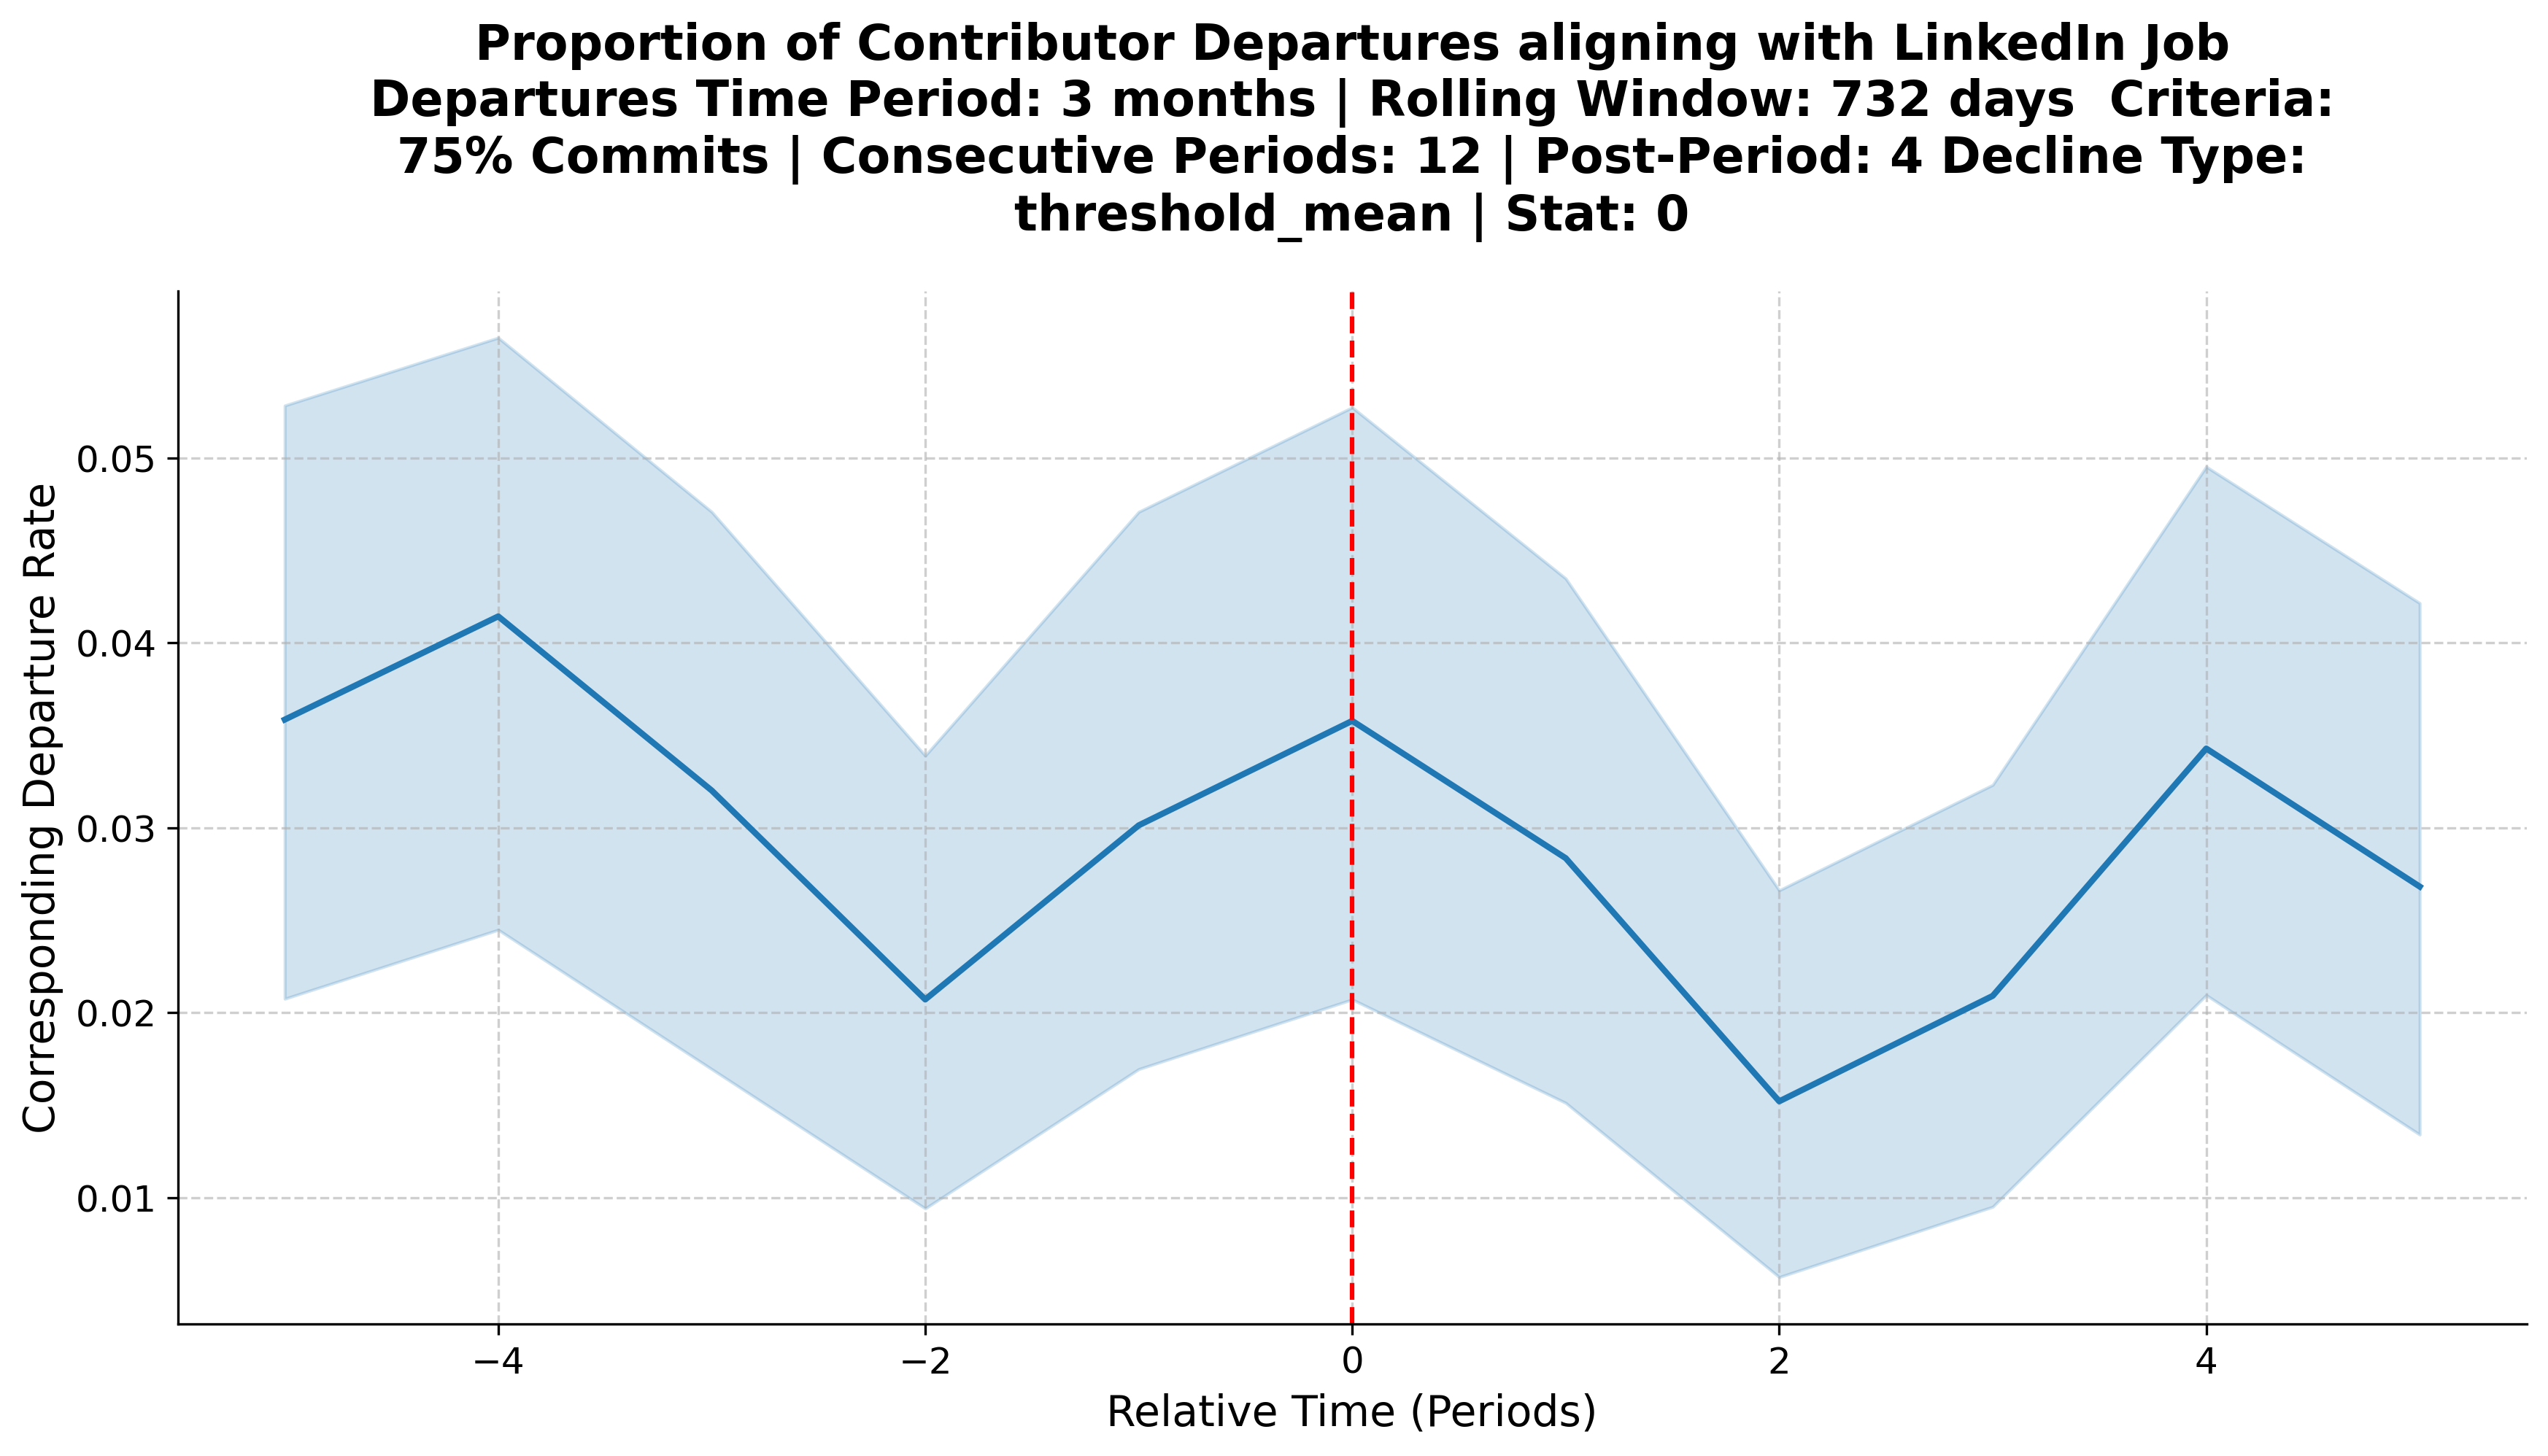 Proportion of Contributor Departures aligning with LinkedIn Job
Departures Time Period: 3 months | Rolling Window: 732 days  Criteria:
75% Commits | Consecutive Periods: 12 | Post-Period: 4 Decline Type:
threshold_mean | Stat: 0
Corresponding Departure Rate
0.05
0.04
0.03
0.02
0.01
−4
−2
0
2
4
Relative Time (Periods)